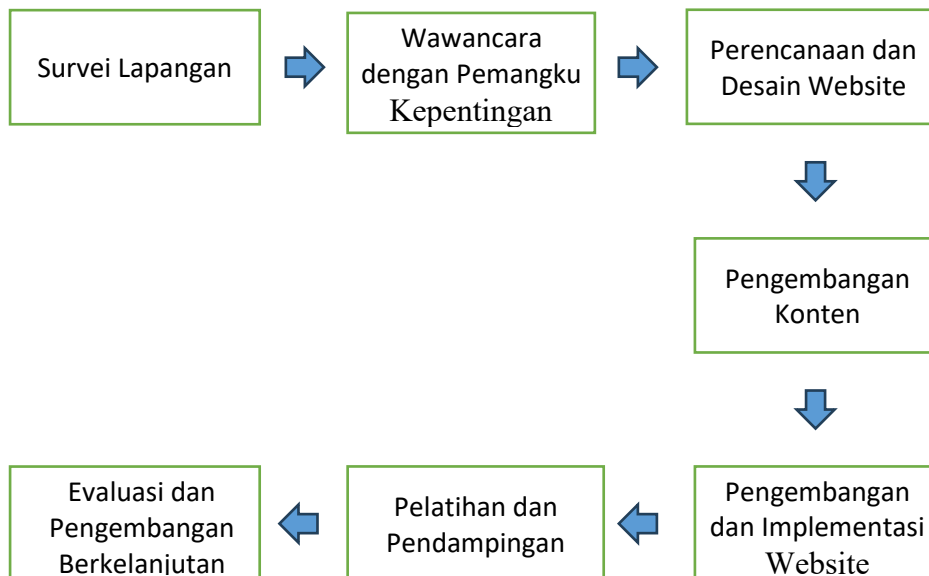 Survei Lapangan
Wawancara
dengan Pemangku
Kepentingan
Perencanaan dan
Desain Website
Pengembangan
Konten
Pengembangan
dan Implementasi
Website
Pelatihan dan
Pendampingan
Evaluasi dan
Pengembangan
Berkelanjutan